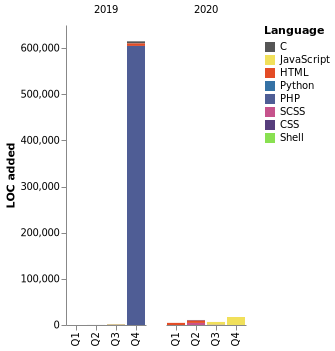 2019 2020
Language
C
JavaScript
HTML
Python
PHP
SCSS
CSS
Shell
LOC added
600,000
500,000
400,000
300,000
200,000
100,000
0
Q1 Q2 Q3 Q4 Q1 Q2 Q3 Q4